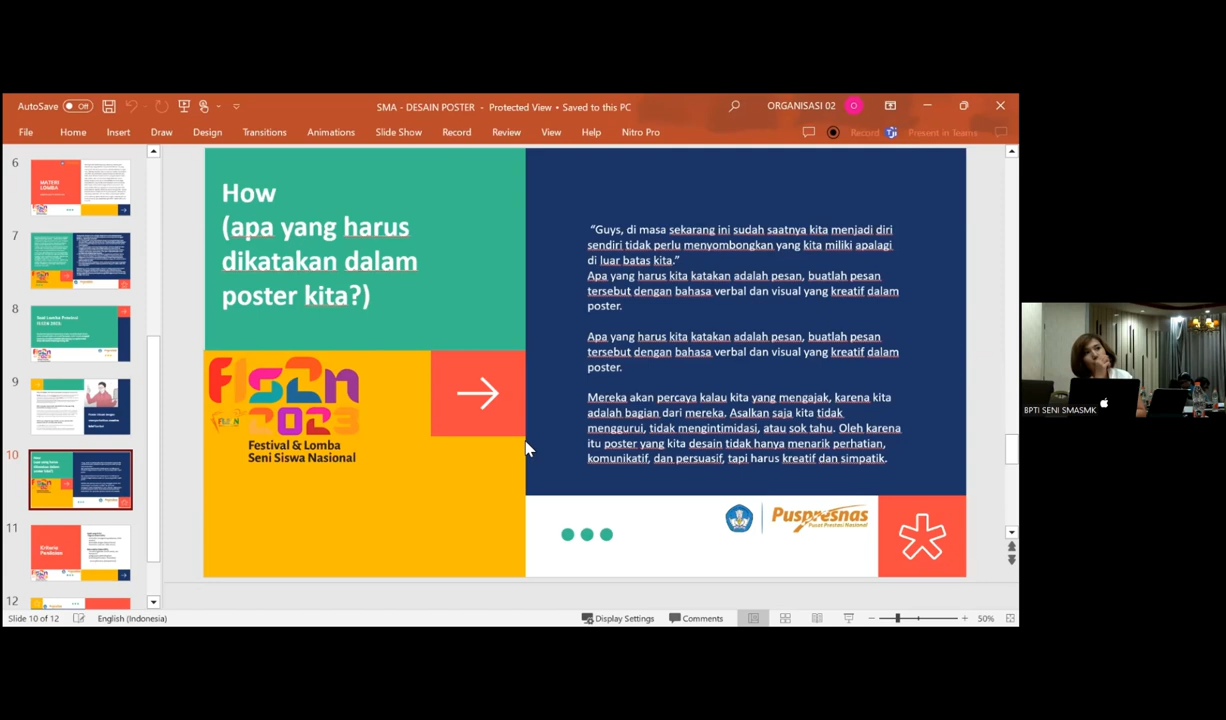 AutoSave Off
SMA - DESAIN POSTER - Protected View • Saved to this PC
ORGANISASI 02
File Home Insert Draw Design Transitions Animations Slide Show Record Review View Help Nitro Pro
Record Present in Teams
6
MATERI
LOMBA
7
8
9
10
11
Kriteria
Penilaian
12
How
(apa yang harus
dikatakan dalam
poster kita?)
FLS2N
2023
Festival & Lomba
Seni Siswa Nasional
“Guys, di masa sekarang ini sudah saatnya kita menjadi diri
sendiri tidak perlu menyombongkan yang kita miliki apalagi
di luar batas kita.”
Apa yang harus kita katakan adalah pesan, buatlah pesan
tersebut dengan bahasa verbal dan visual yang kreatif dalam
poster.
Apa yang harus kita katakan adalah pesan, buatlah pesan
tersebut dengan bahasa verbal dan visual yang kreatif dalam
poster.
Mereka akan percaya kalau kita yang mengajak, karena kita
adalah bagian dari mereka. Asalkan saja kita tidak
menggurui, tidak mengintimidasi, atau sok tahu. Oleh karena
itu poster yang kita desain tidak hanya menarik perhatian,
komunikatif, dan persuasif, tapi harus kreatif dan simpatik.
Puspresnas
Pusat Prestasi Nasional
BPTI SENI SMASMK
Slide 10 of 12 English (Indonesia) Display Settings Comments 50%